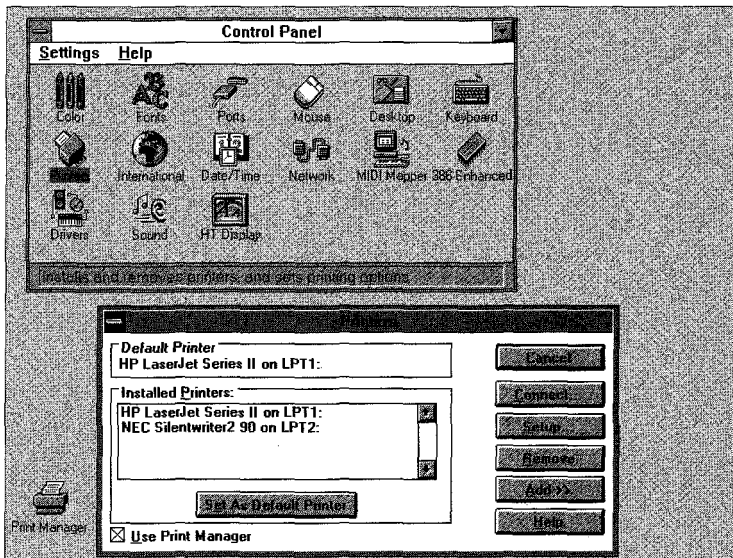 Control Panel
Settings Help
Color Fonts Ports Mouse Desktop Keyboard
Printers International Date/Time Network MIDI Mapper 386 Enhanced
Drivers Sound HT Display
Installs and removes printers, and sets printing options
Printers
Default Printer
HP LaserJet Series II on LPT1:
Cancel
Installed Printers:
Connect...
HP LaserJet Series II on LPT1:
NEC Silentwriter2 90 on LPT2:
Setup...
Remove
Add >>
Set As Default Printer
Help
Print Manager
Use Print Manager